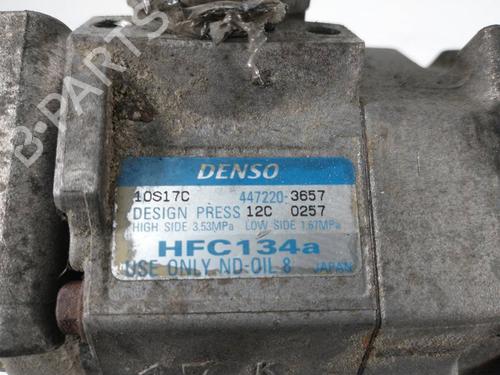 B-PARTS
DENSO
10S17C 447220-3657
DESIGN PRESS 12C 0257
HIGH SIDE 3.53MPa LOW SIDE 1.67MPa
HFC134a
USE ONLY ND-OIL 8 JAPAN